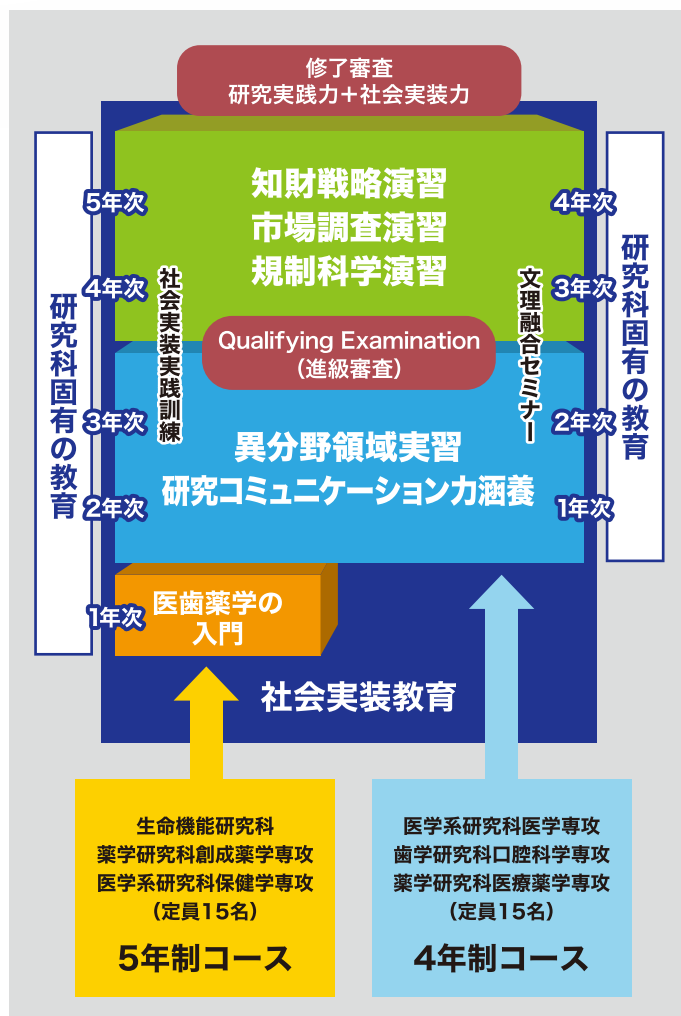 修了審査
研究実践力＋社会実装力
知財戦略演習
市場調査演習
規制科学演習
5年次
4年次
3年次
2年次
1年次
4年次
3年次
2年次
1年次
研究科固有の教育
社会実装実践訓練
文理融合セミナー
研究科固有の教育
Qualifying Examination
（進級審査）
異分野領域実習
研究コミュニケーション力涵養
医歯薬学の
入門
社会実装教育
生命機能研究科
薬学研究科創成薬学専攻
医学系研究科保健学専攻
（定員15名）
5年制コース
医学系研究科医学専攻
歯学研究科口腔科学専攻
薬学研究科医療薬学専攻
（定員15名）
4年制コース